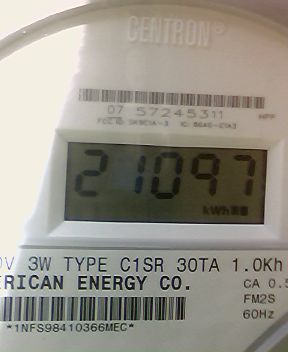 CENTRON®
07 57245311
21097
kWh
0V 3W TYPE C1SR 30TA 1.0Kh
ERICAN ENERGY CO.
CA 0.5
FM2S
60Hz
*1NFS98410366MEC*